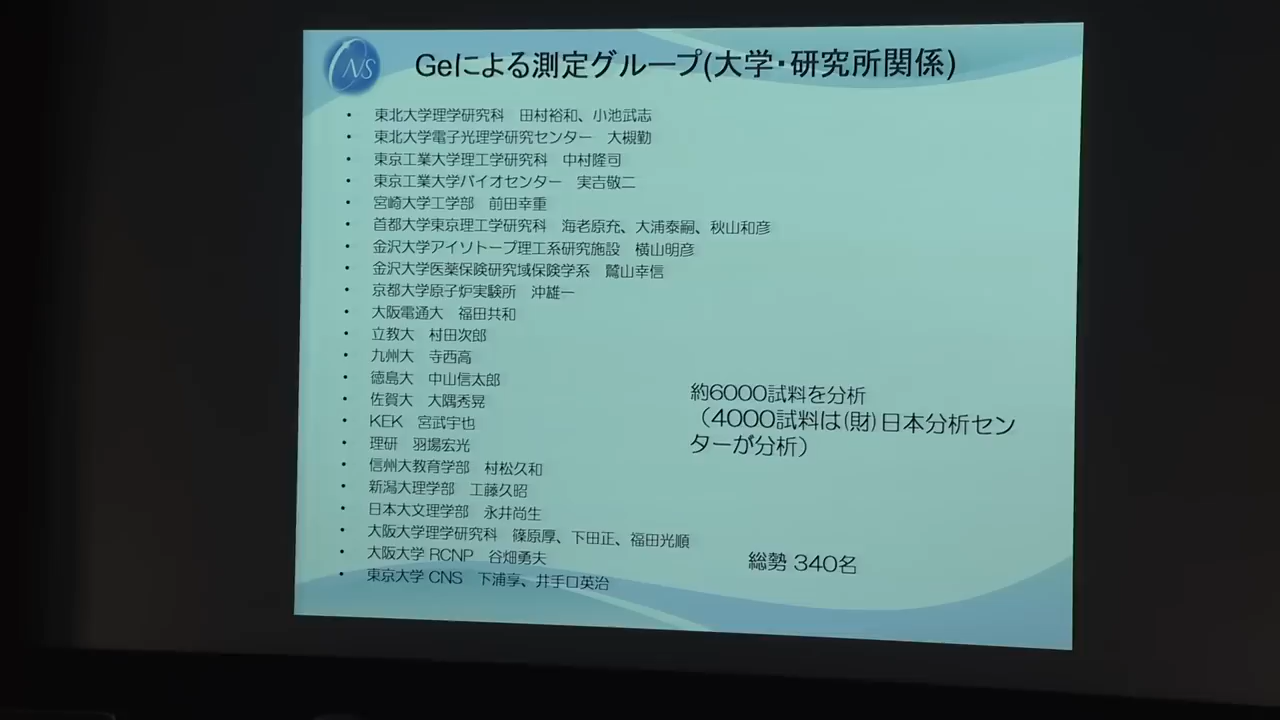 CNS
Geによる測定グループ(大学・研究所関係)
・ 東北大学理学研究科　田村裕和、小池武志
・ 東北大学電子光理学研究センター　大槻勤
・ 東京工業大学理工学研究科　中村隆司
・ 東京工業大学バイオセンター　実吉敬二
・ 宮崎大学工学部　前田幸重
・ 首都大学東京理工学研究科　海老原充、大浦泰嗣、秋山和彦
・ 金沢大学アイソトープ理工系研究施設　横山明彦
・ 金沢大学医薬保険研究域保険学系　鷲山幸信
・ 京都大学原子炉実験所　沖雄一
・ 大阪電通大　福田共和
・ 立教大　村田次郎
・ 九州大　寺西高
・ 徳島大　中山信太郎
・ 佐賀大　大隅秀晃
・ KEK　宮武宇也
・ 理研　羽場宏光
・ 信州大教育学部　村松久和
・ 新潟大理学部　工藤久昭
・ 日本大文理学部　永井尚生
・ 大阪大学理学研究科　篠原厚、下田正、福田光順
・ 大阪大学 RCNP　谷畑勇夫
・ 東京大学 CNS　下浦享、井手口英治
約6000試料を分析
（4000試料は(財)日本分析セン
ターが分析）
総勢 340名